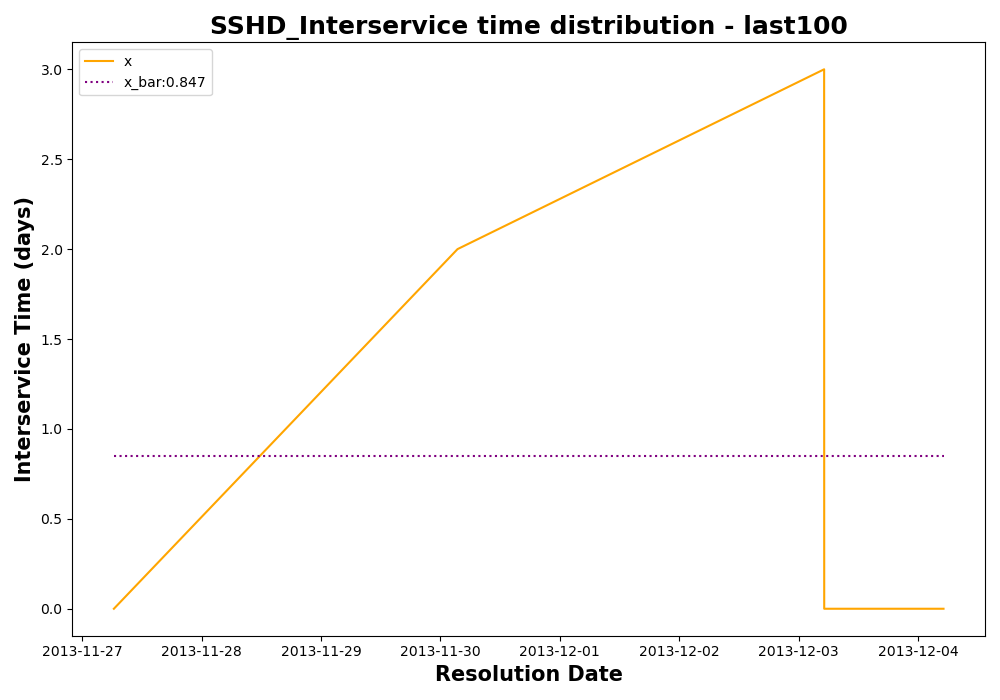 SSHD_Interservice time distribution - last100
x
x_bar:0.847
Interservice Time (days)
3.0
2.5
2.0
1.5
1.0
0.5
0.0
2013-11-27 2013-11-28 2013-11-29 2013-11-30 2013-12-01 2013-12-02 2013-12-03 2013-12-04
Resolution Date